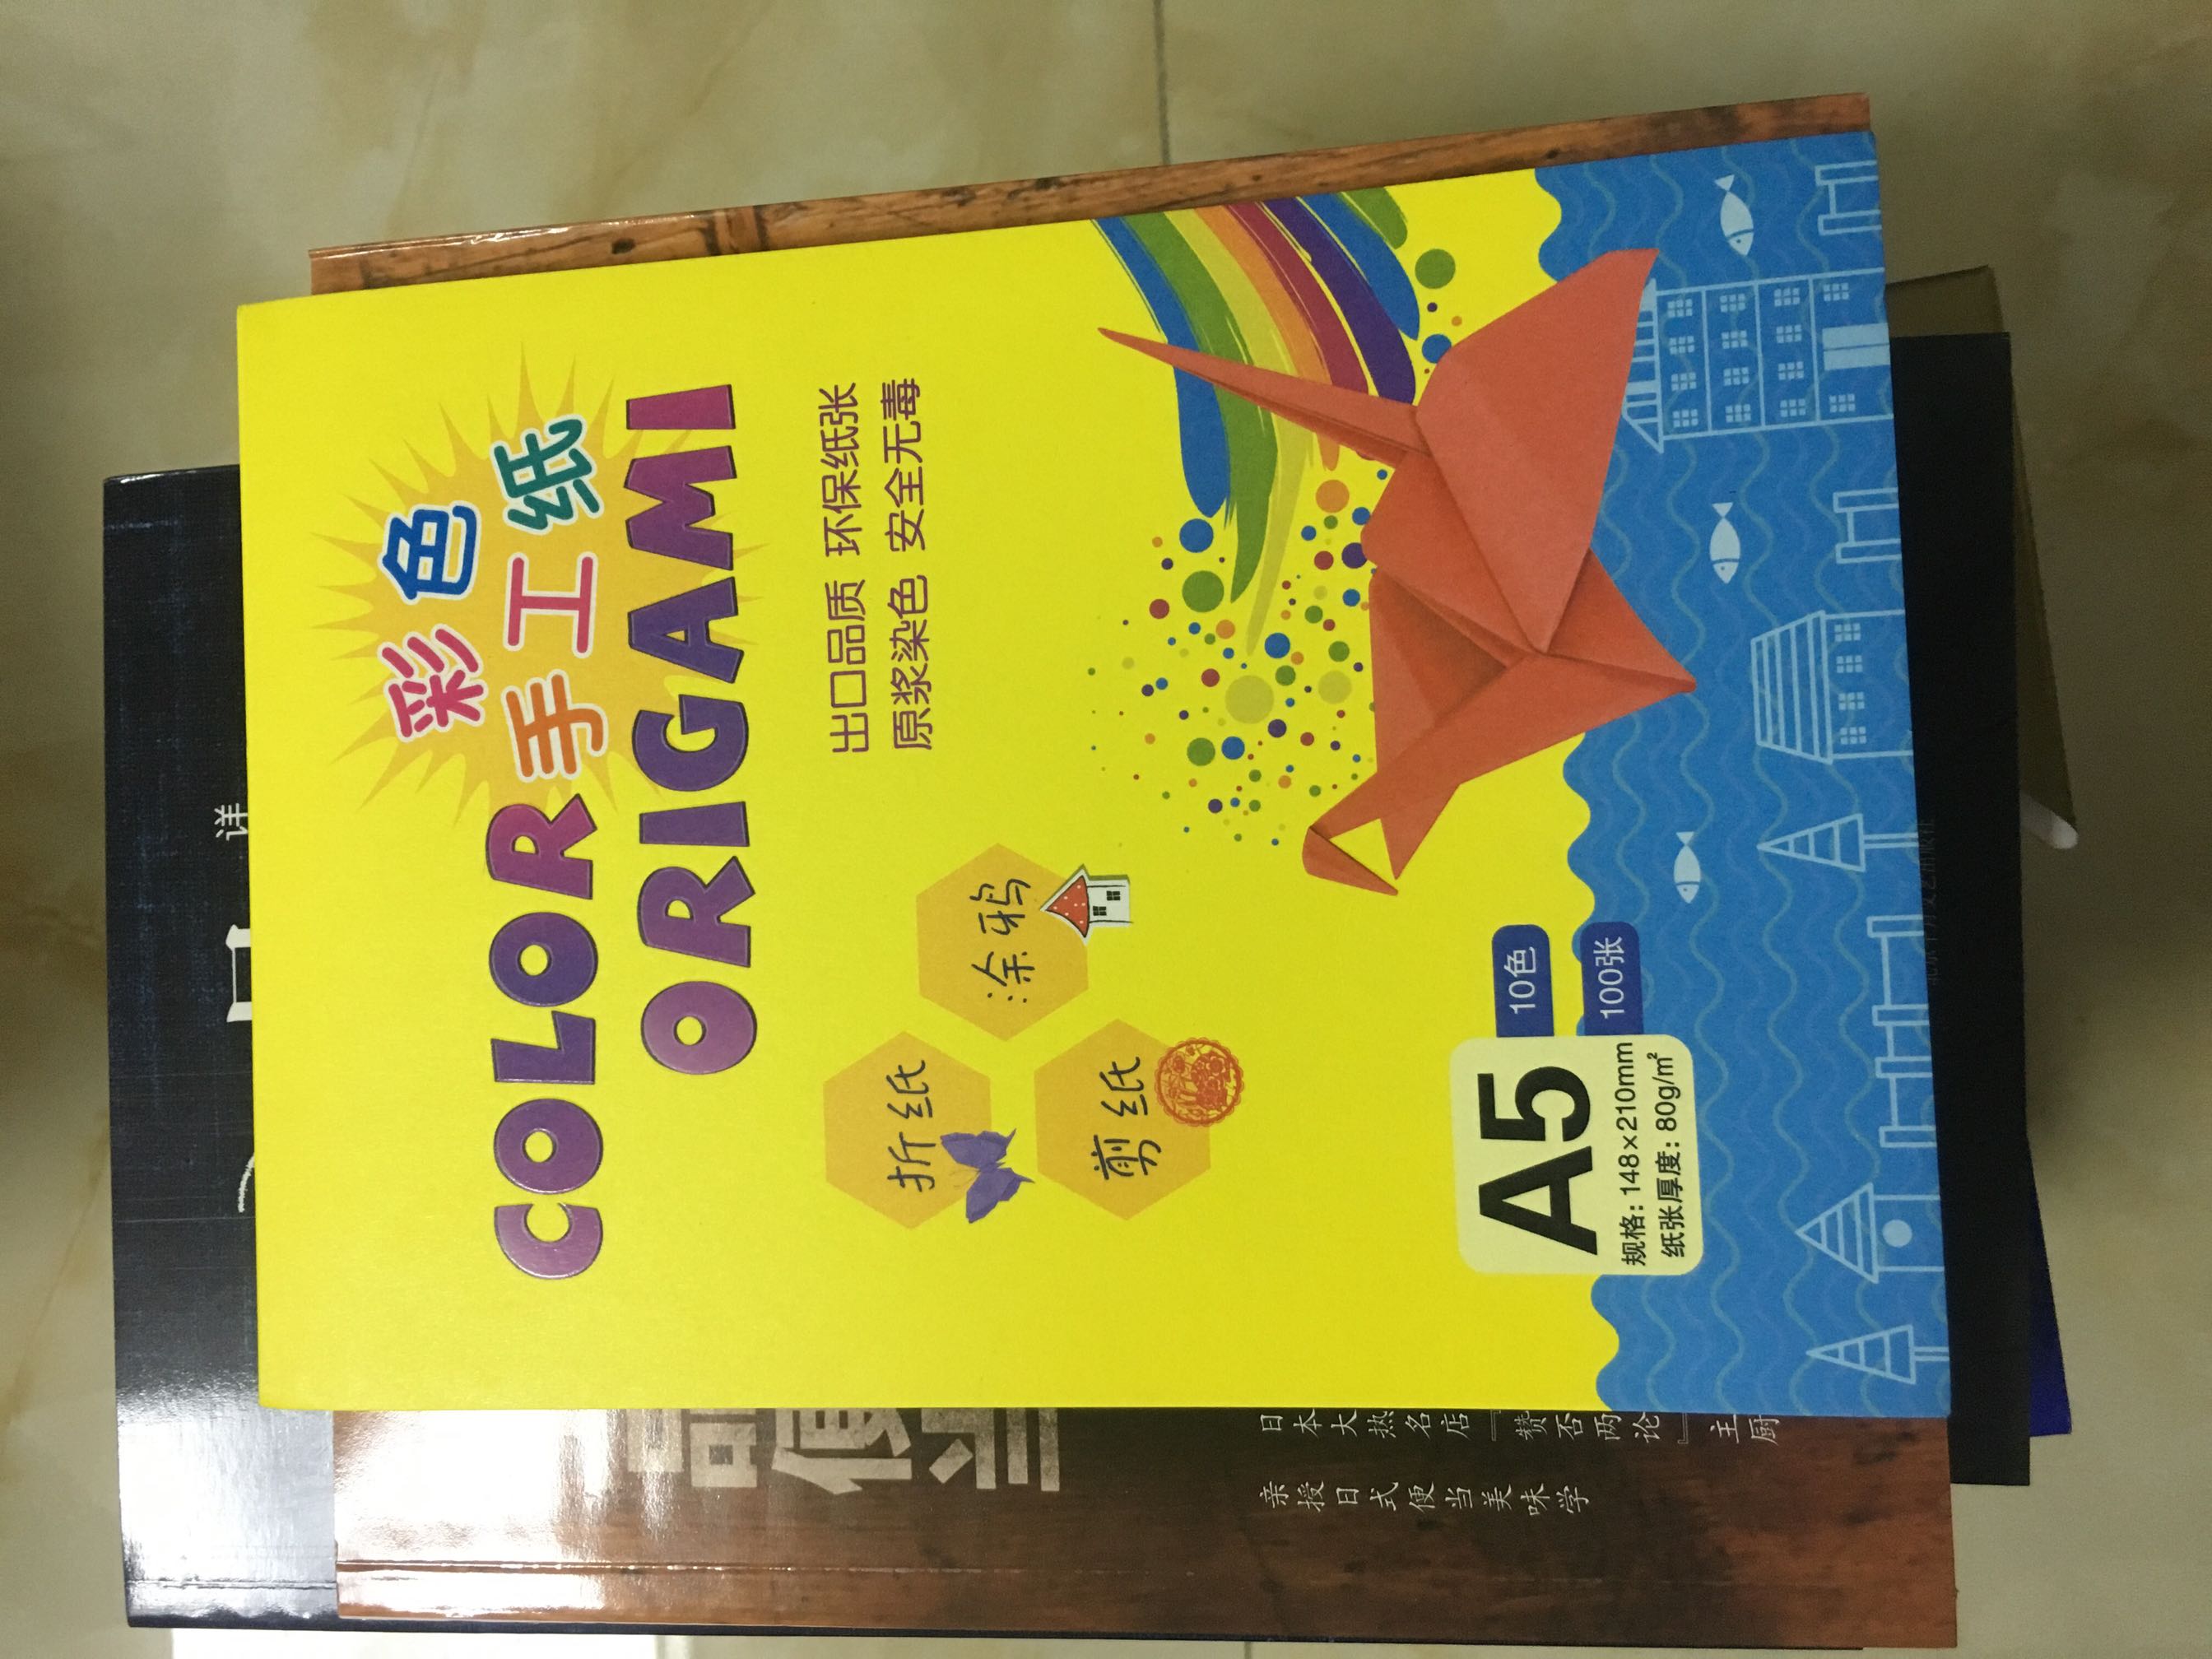 彩色
COLOR 手工纸
ORIGAMI
出口品质 环保纸张
原浆染色 安全无毒
折纸
涂鸦
剪纸
A5
10色
100张
规格: 148×210mm
纸张厚度: 80g/m²
日本大热名店『赞否两论』主厨
亲授日式便当美味学
详